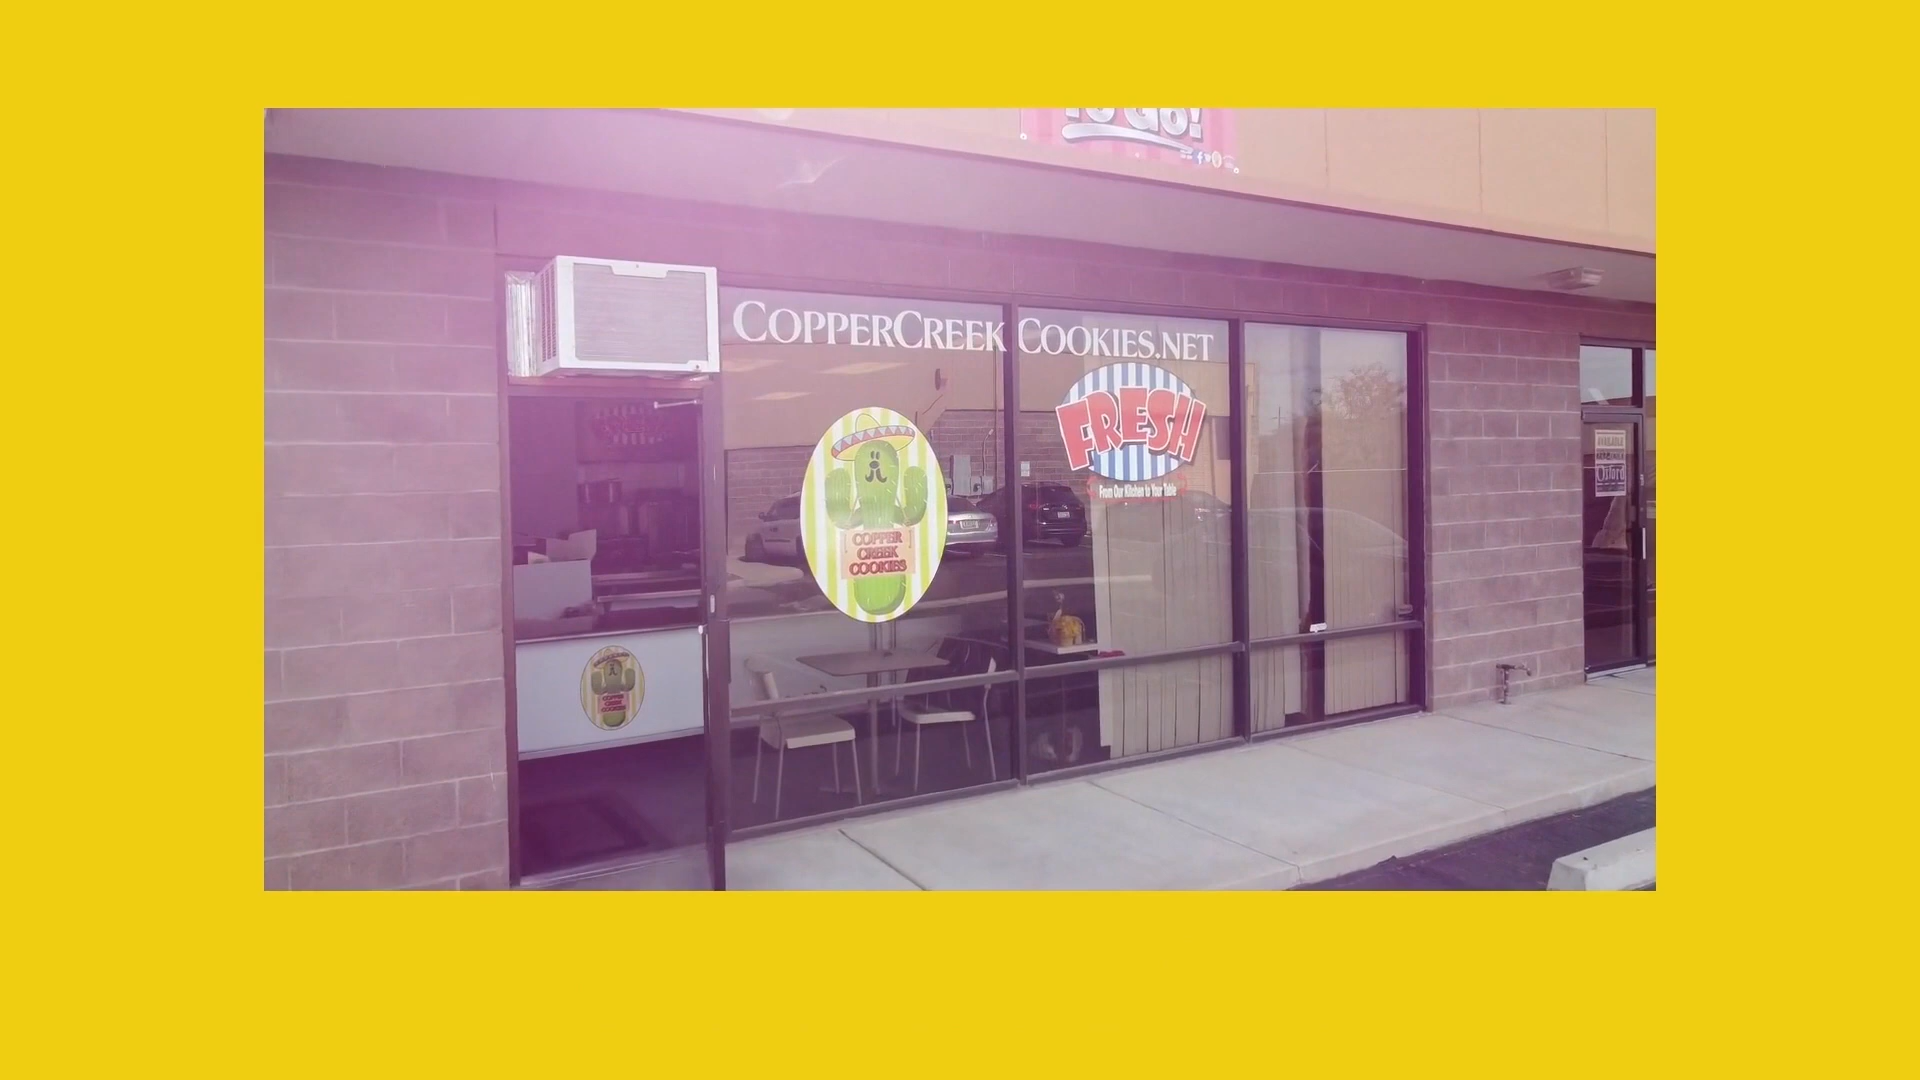 To Go!
COPPERCREEK COOKIES.NET
FRESH
From Our Kitchen to Your Table
COPPER
CREEK
COOKIES
AVAILABLE
Oxford
COPPER
CREEK
COOKIES